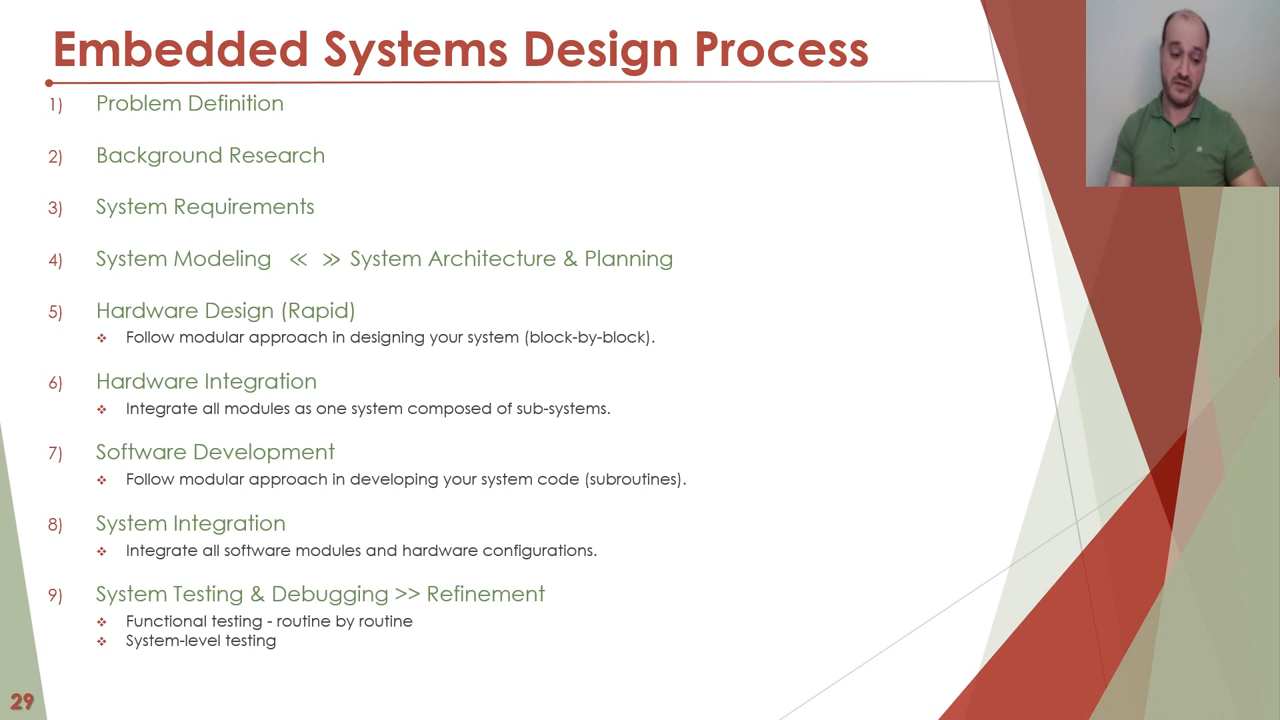 Embedded Systems Design Process
1) Problem Definition
2) Background Research
3) System Requirements
4) System Modeling ≪ ≫ System Architecture & Planning
5) Hardware Design (Rapid)
❖ Follow modular approach in designing your system (block-by-block).
6) Hardware Integration
❖ Integrate all modules as one system composed of sub-systems.
7) Software Development
❖ Follow modular approach in developing your system code (subroutines).
8) System Integration
❖ Integrate all software modules and hardware configurations.
9) System Testing & Debugging >> Refinement
❖ Functional testing - routine by routine
❖ System-level testing
29